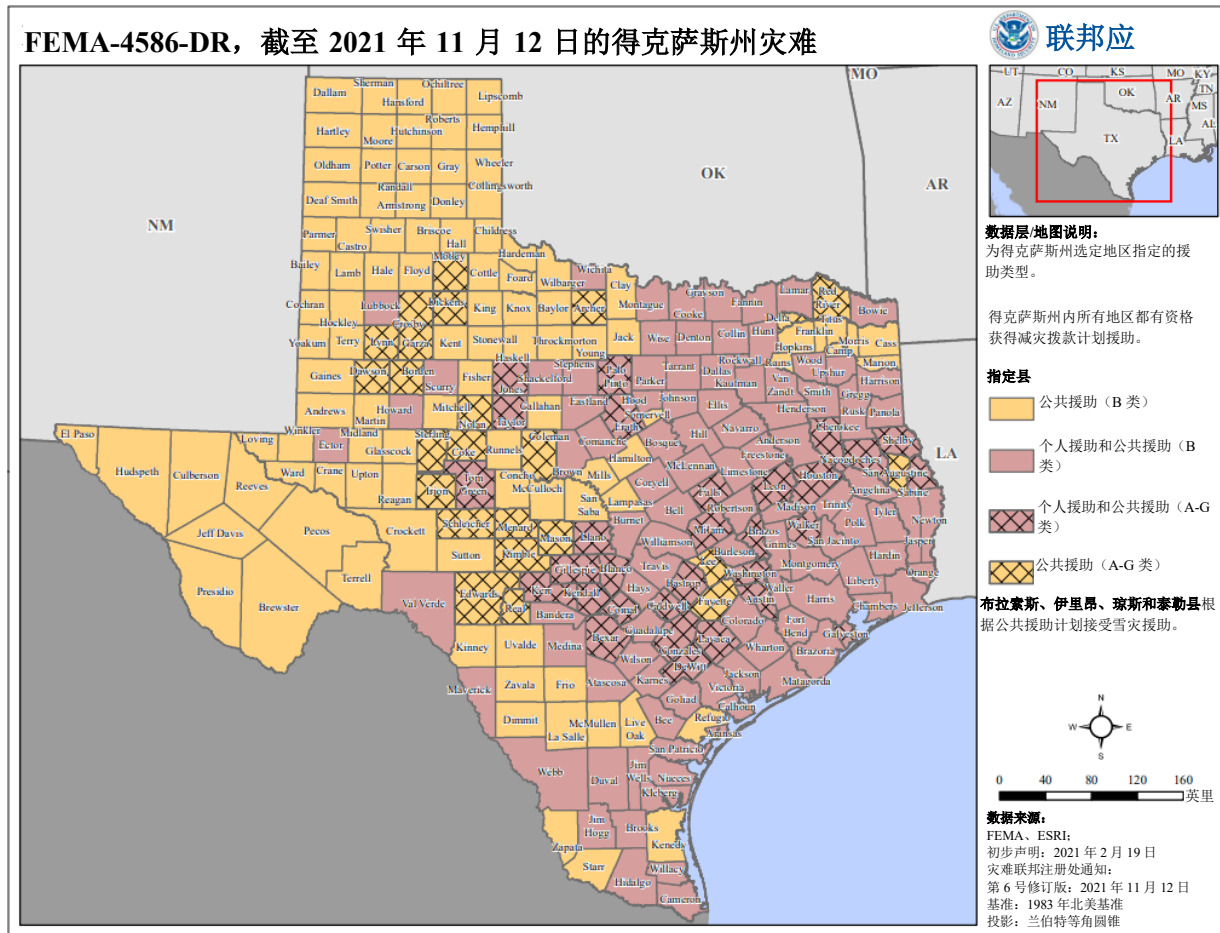 FEMA-4586-DR，截至 2021 年 11 月 12 日的得克萨斯州灾难
联邦应
U.S. DEPARTMENT OF
HOMELAND SECURITY
MO
UT CO KS MO KY
TN
AZ NM OK AR MS
AL
TX LA
NM
OK
AR
LA
Dallam Sherman Hansford Ochiltree Lipscomb
Hartley Moore Hutchinson Roberts Hemphill
Oldham Potter Carson Gray Wheeler
Deaf Smith Randall Armstrong Donley Collingsworth
Parmer Castro Swisher Briscoe Hall Childress
Bailey Lamb Hale Floyd Motley Cottle Hardeman Foard Wilbarger Wichita Clay
Cochran Hockley Lubbock Crosby Dickens King Knox Baylor Archer Montague Cooke Grayson Fannin Lamar Red River Bowie
Delta Titus Franklin Hopkins Morris Cass Camp Marion Rains
Yoakum Terry Lynn Garza Kent Stonewall Haskell Throckmorton Young Jack Wise Denton Collin Hunt
Gaines Dawson Borden Scurry Fisher Jones Shackelford Stephens Palo Pinto Parker Tarrant Dallas Rockwall Kaufman Van Zandt Wood Upshur Harrison Smith Gregg
Andrews Martin Howard Mitchell Nolan Taylor Callahan Eastland Erath Hood Somervell Johnson Ellis Henderson Rusk Panola
El Paso Hudspeth Culberson Loving Winkler Ector Midland Glasscock Sterling Coke Runnels Coleman Brown Comanche Hamilton Bosque Hill Navarro Anderson Cherokee Shelby Nacogdoches
Reeves Ward Crane Upton Reagan Irion Tom Green Concho McCulloch Mills Lampasas Coryell McLennan Limestone Freestone Leon Houston Angelina San Augustine Sabine
Jeff Davis Pecos Crockett Schleicher Menard San Saba Burnet Bell Falls Robertson Madison Trinity Polk Tyler Newton Jasper
Presidio Brewster Terrell Sutton Kimble Mason Llano Williamson Milam Brazos Burleson Grimes Walker San Jacinto Hardin Orange
Val Verde Edwards Real Kerr Gillespie Kendall Blanco Travis Hays Bastrop Lee Washington Montgomery Liberty Chambers Jefferson
Kinney Uvalde Bandera Medina Bexar Comal Caldwell Guadalupe Fayette Austin Waller Harris Colorado Fort Bend Galveston Brazoria
Maverick Zavala Frio Atascosa Wilson Gonzales Lavaca DeWitt Karnes Wharton Jackson Matagorda Victoria Calhoun Goliad
Dimmit La Salle McMullen Live Oak Bee Refugio Aransas San Patricio
Webb Duval Jim Wells Nueces Kleberg
Zapata Jim Hogg Brooks Kenedy
Starr Hidalgo Willacy Cameron
数据层/地图说明：
为得克萨斯州选定地区指定的援
助类型。
得克萨斯州内所有地区都有资格
获得减灾拨款计划援助。
指定县
公共援助（B 类）
个人援助和公共援助（B
类）
个人援助和公共援助（A-G
类）
公共援助（A-G 类）
布拉索斯、伊里昂、琼斯和泰勒县根
据公共援助计划接受雪灾援助。
N
W E
S
0 40 80 120 160
英里
数据来源：
FEMA、ESRI；
初步声明：2021 年 2 月 19 日
灾难联邦注册处通知：
第 6 号修订版：2021 年 11 月 12 日
基准：1983 年北美基准
投影：兰伯特等角圆锥